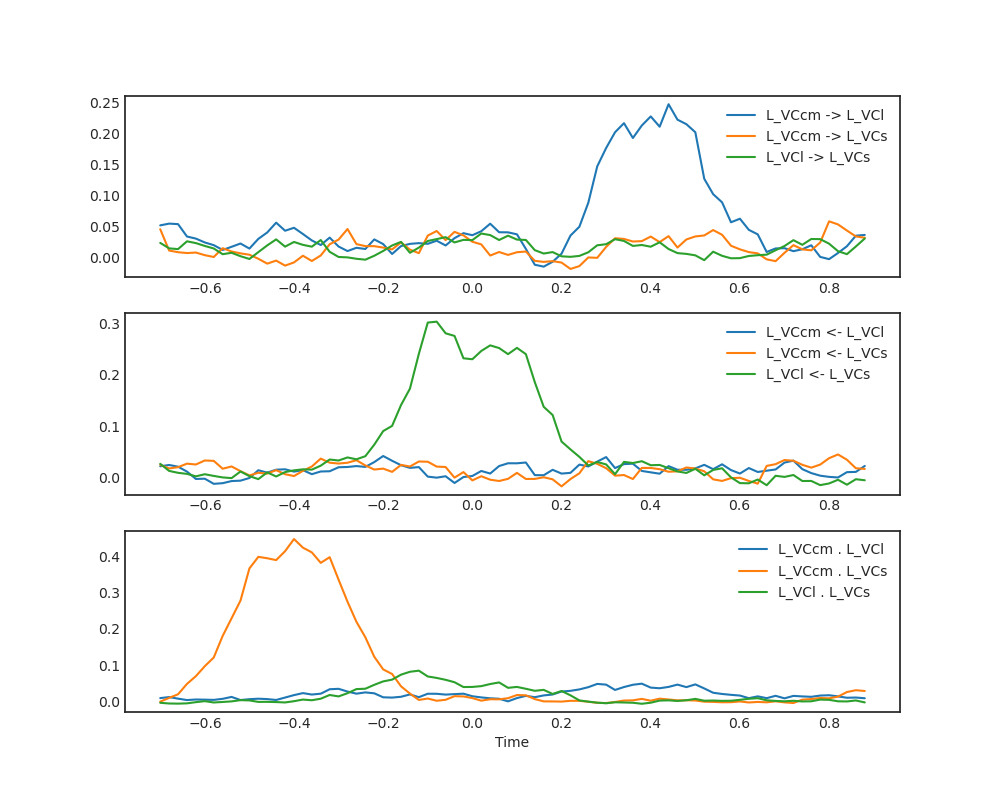 0.25
0.20
0.15
0.10
0.05
0.00
L_VCcm -> L_VCl
L_VCcm -> L_VCs
L_VCl -> L_VCs
−0.6 −0.4 −0.2 0.0 0.2 0.4 0.6 0.8
0.3
0.2
0.1
0.0
L_VCcm <- L_VCl
L_VCcm <- L_VCs
L_VCl <- L_VCs
−0.6 −0.4 −0.2 0.0 0.2 0.4 0.6 0.8
0.4
0.3
0.2
0.1
0.0
L_VCcm . L_VCl
L_VCcm . L_VCs
L_VCl . L_VCs
−0.6 −0.4 −0.2 0.0 0.2 0.4 0.6 0.8
Time